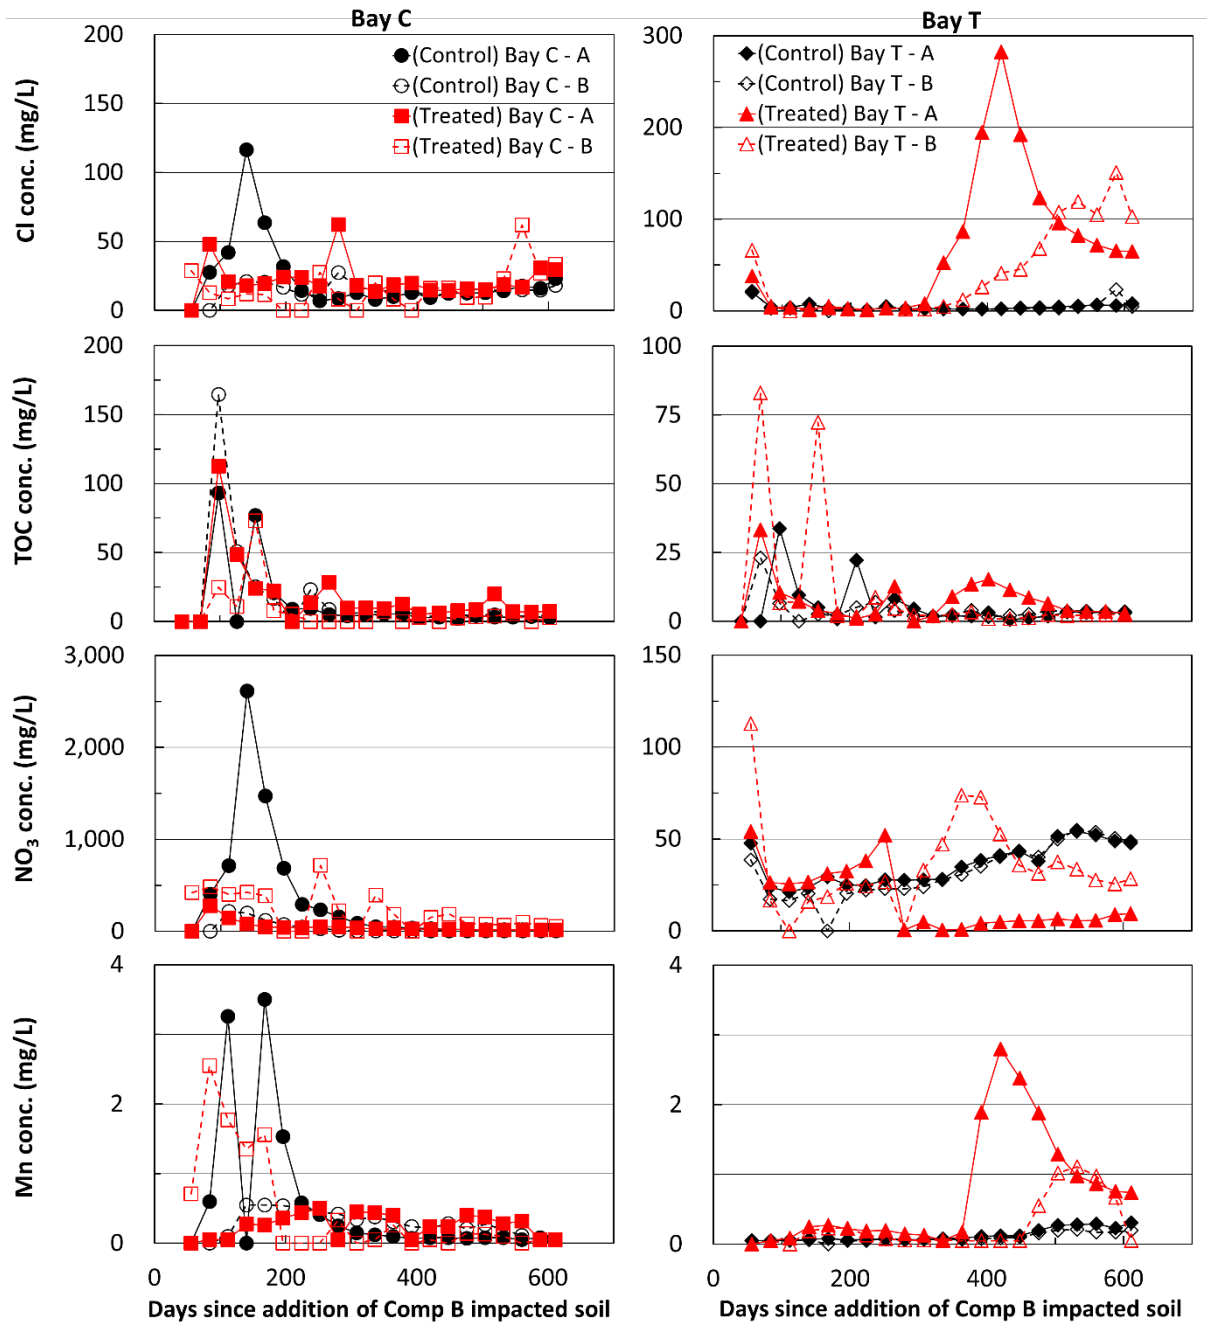 Bay C
Bay T
Cl conc. (mg/L)
200
150
100
50
0
(Control) Bay C - A
(Control) Bay C - B
(Treated) Bay C - A
(Treated) Bay C - B
300
200
100
0
(Control) Bay T - A
(Control) Bay T - B
(Treated) Bay T - A
(Treated) Bay T - B
TOC conc. (mg/L)
200
150
100
50
0
100
75
50
25
0
NO3 conc. (mg/L)
3,000
2,000
1,000
0
150
100
50
0
Mn conc. (mg/L)
4
2
0
0 200 400 600
Days since addition of Comp B impacted soil
4
2
0
0 200 400 600
Days since addition of Comp B impacted soil